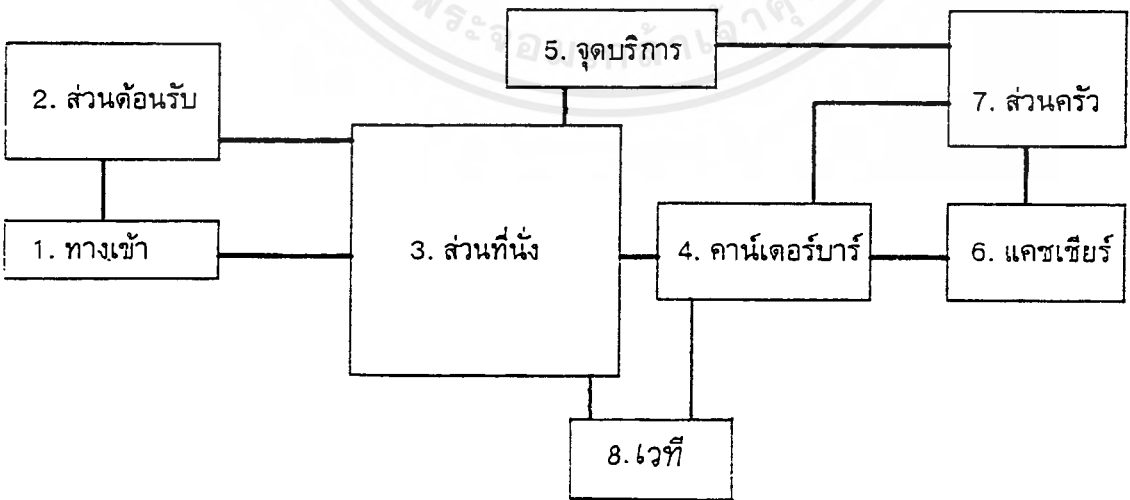 5. จุดบริการ
2. ส่วนต้อนรับ
7. ส่วนครัว
1. ทางเข้า
3. ส่วนที่นั่ง
4. คาน์เตอร์บาร์
6. แคชเชียร์
8. เวที